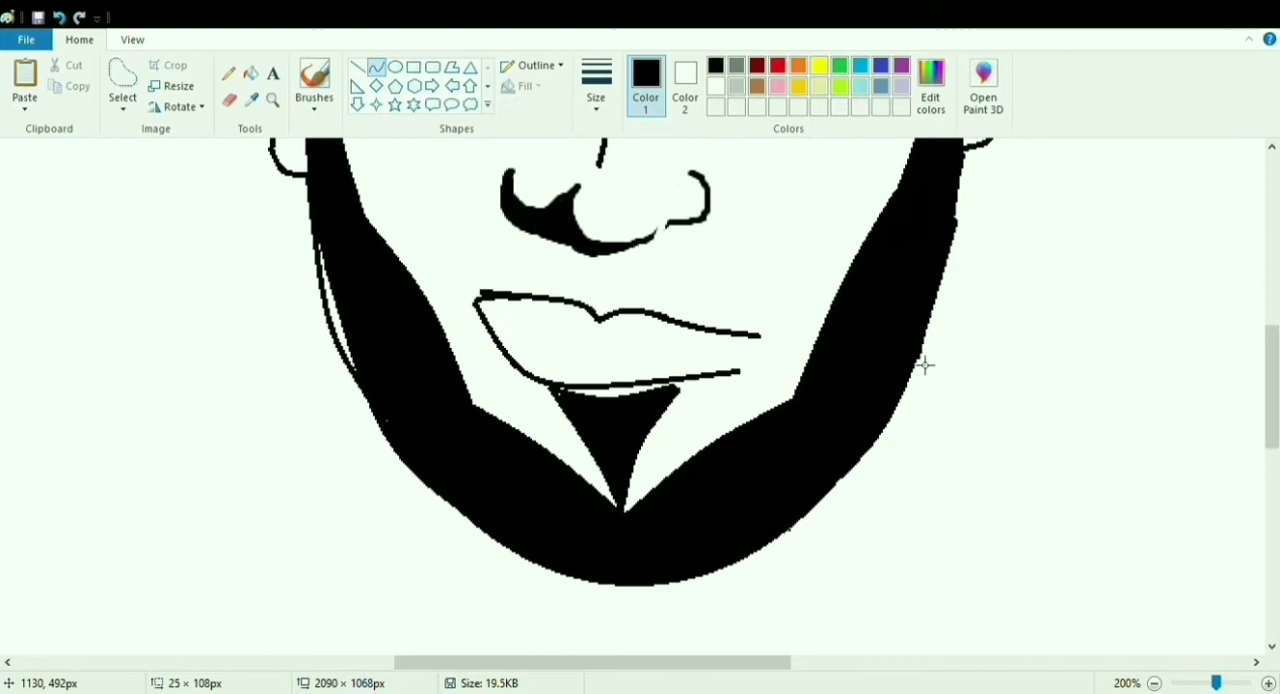 File Home View
Paste Cut Copy
Select Crop Resize Rotate
A
Brushes
Outline Fill
Size
Color 1
Color 2
Edit colors
Open Paint 3D
Clipboard Image Tools Shapes Colors
1130, 492px 25 × 108px 2090 × 1068px Size: 19.5KB 200%